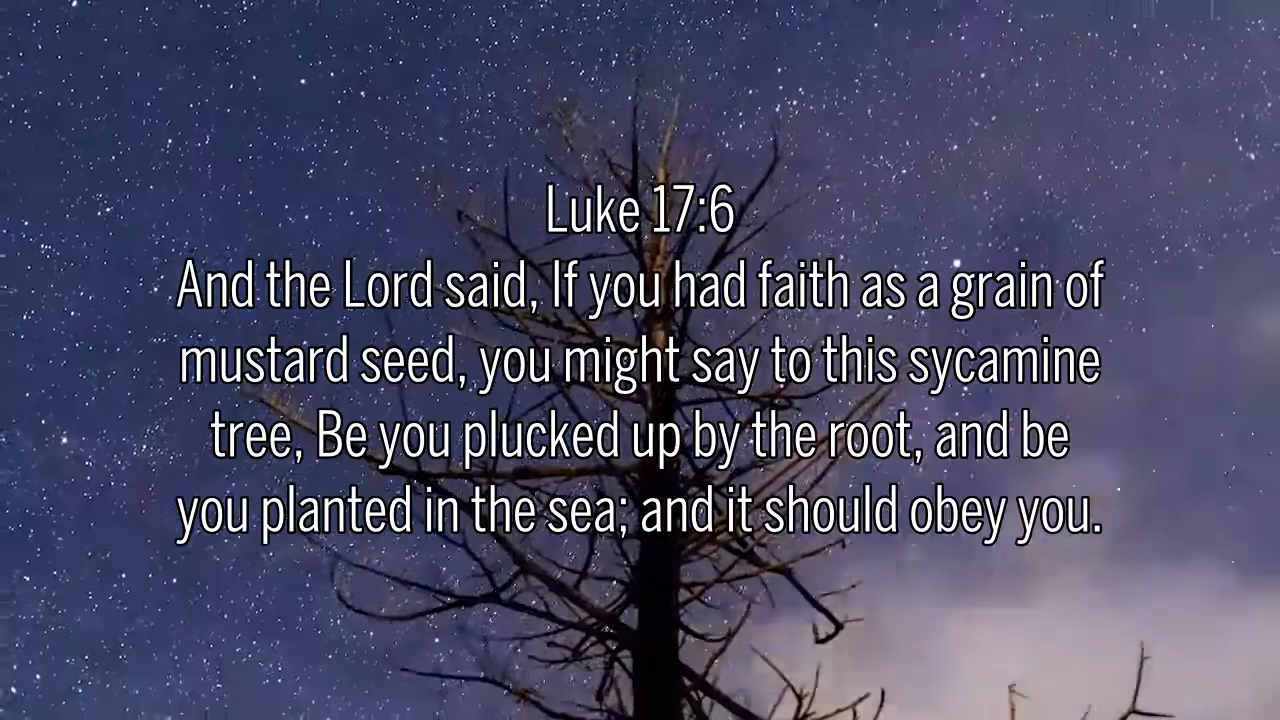 Luke 17:6
And the Lord said, If you had faith as a grain of
mustard seed, you might say to this sycamine
tree, Be you plucked up by the root, and be
you planted in the sea; and it should obey you.